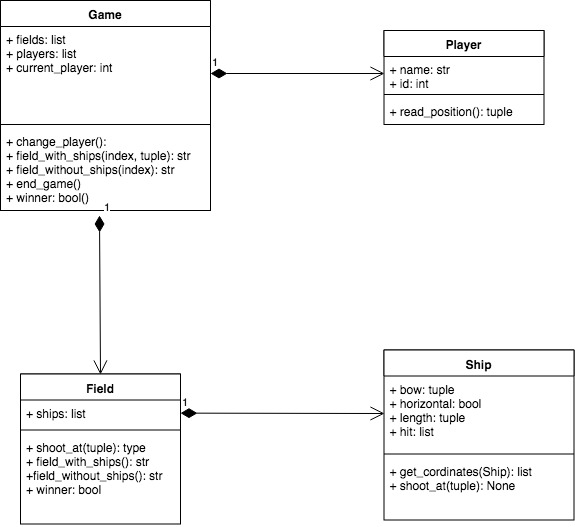 Game
+ fields: list
+ players: list
+ current_player: int
+ change_player():
+ field_with_ships(index, tuple): str
+ field_without_ships(index): str
+ end_game()
+ winner: bool()
1
1
Player
+ name: str
+ id: int
+ read_position(): tuple
Field
+ ships: list
+ shoot_at(tuple): type
+ field_with_ships(): str
+field_without_ships(): str
+ winner: bool
1
Ship
+ bow: tuple
+ horizontal: bool
+ length: tuple
+ hit: list
+ get_cordinates(Ship): list
+ shoot_at(tuple): None